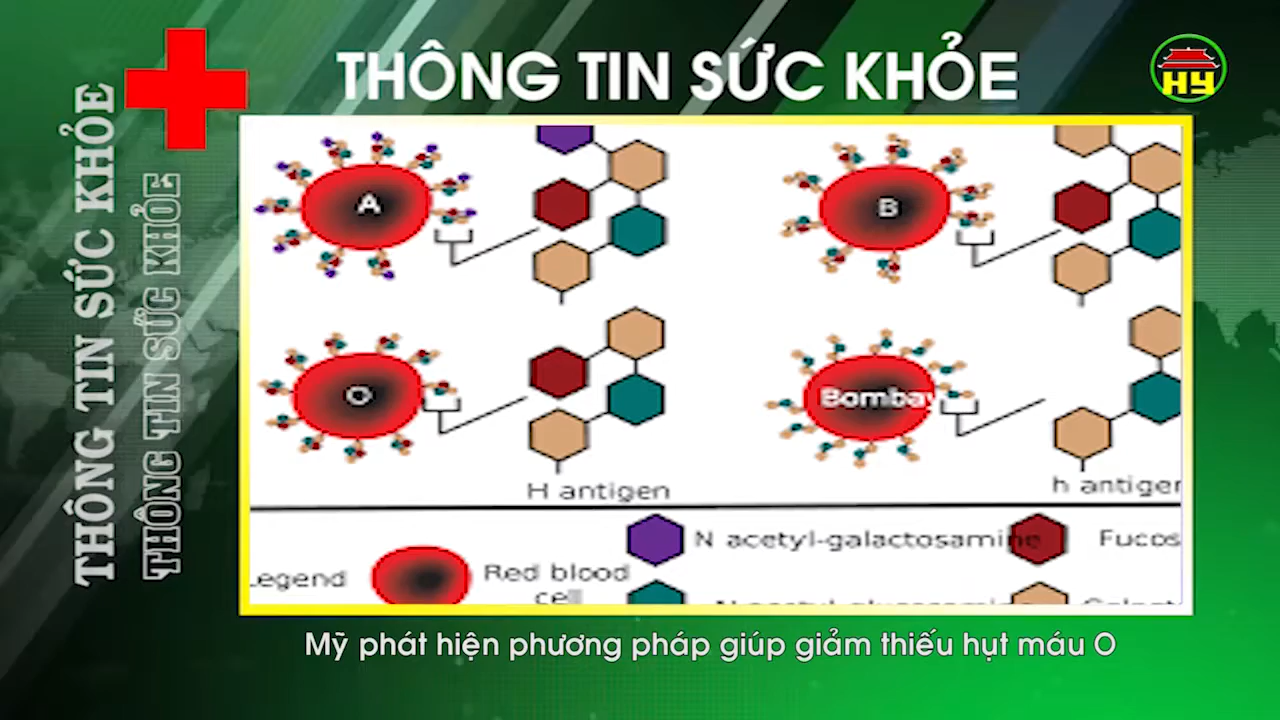 THÔNG TIN SỨC KHỎE
HY
THÔNG TIN SỨC KHỎE
THÔNG TIN SỨC KHỎE
A
B
O
Bombay
H antigen
h antigen
N acetyl-galactosamine
Fucos
Legend
Red blood
cell
Mỹ phát hiện phương pháp giúp giảm thiếu hụt máu O